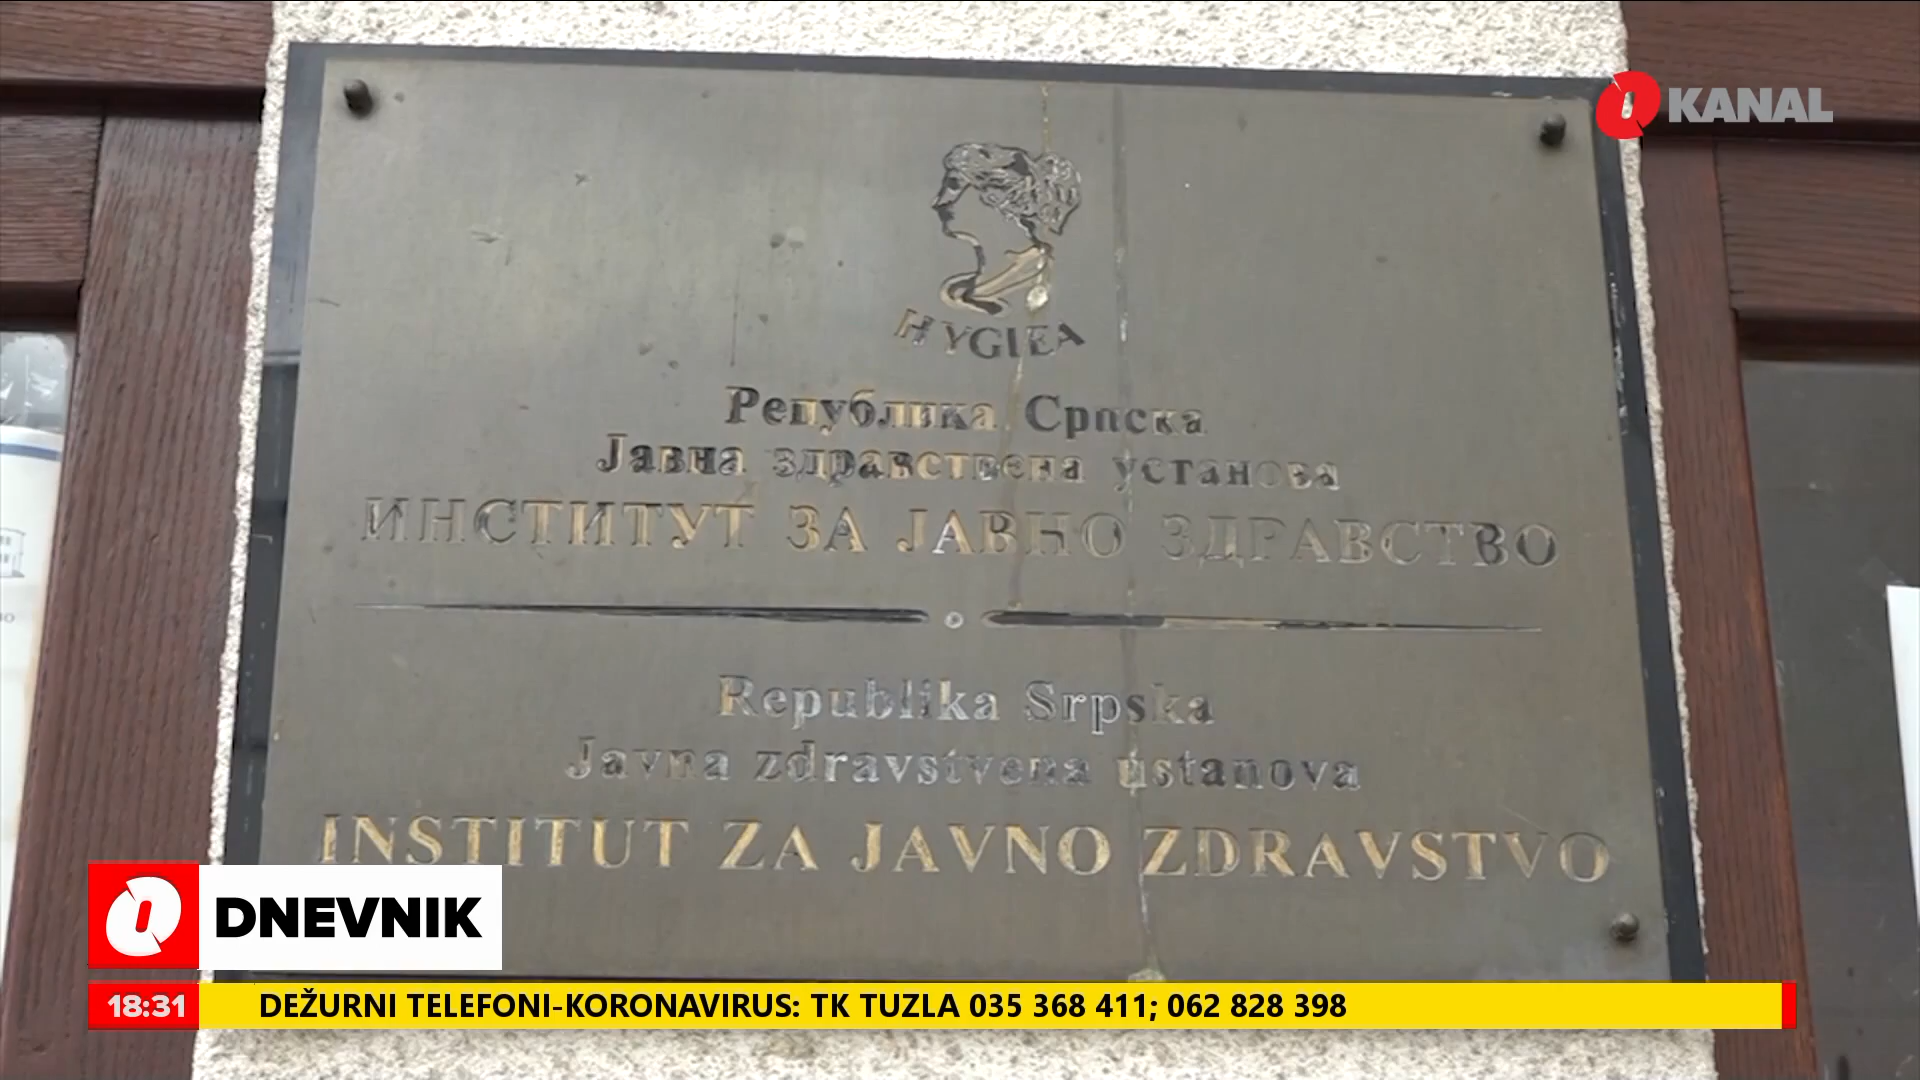 O KANAL
HYGIEA
Република Српска
Јавна здравствена установа
ИНСТИТУТ ЗА ЈАВНО ЗДРАВСТВО
Republika Srpska
Javna zdravstvena ustanova
INSTITUT ZA JAVNO ZDRAVSTVO
O DNEVNIK
18:31 DEŽURNI TELEFONI-KORONAVIRUS: TK TUZLA 035 368 411; 062 828 398